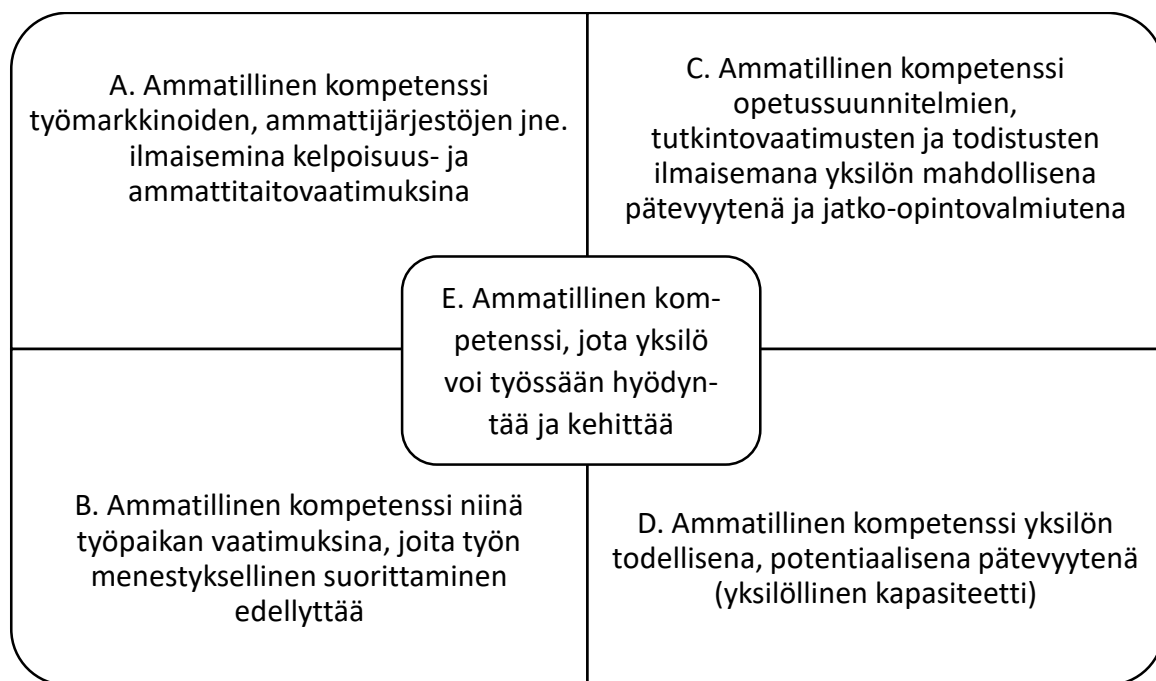 A. Ammatillinen kompetenssi
työmarkkinoiden, ammattijärjestöjen jne.
ilmaisemina kelpoisuus- ja
ammattitaitovaatimuksina
C. Ammatillinen kompetenssi
opetussuunnitelmien,
tutkintovaatimusten ja todistusten
ilmaisemana yksilön mahdollisena
pätevyytenä ja jatko-opintovalmiutena
E. Ammatillinen kom-
petenssi, jota yksilö
voi työssään hyödyn-
tää ja kehittää
B. Ammatillinen kompetenssi niinä
työpaikan vaatimuksina, joita työn
menestyksellinen suorittaminen
edellyttää
D. Ammatillinen kompetenssi yksilön
todellisena, potentiaalisena pätevyytenä
(yksilöllinen kapasiteetti)